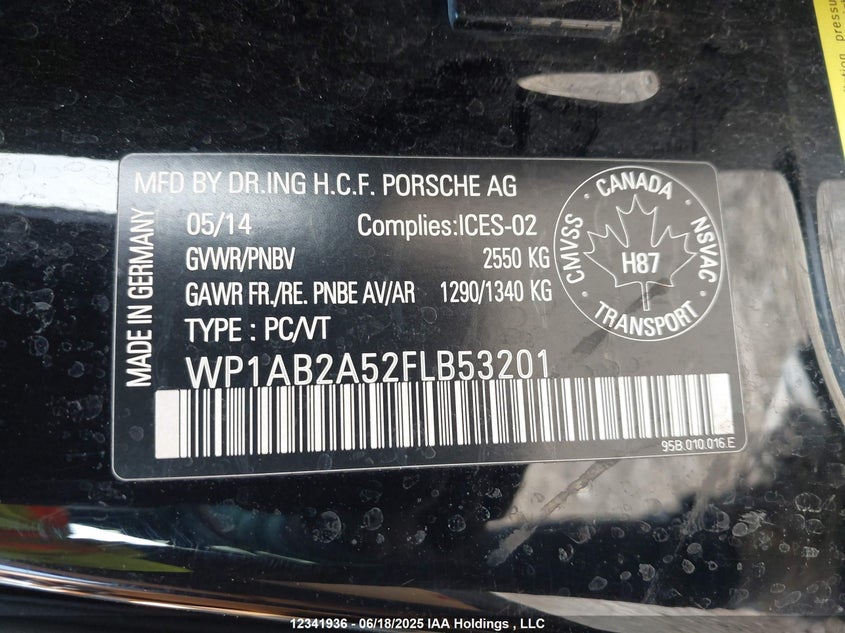 MFD BY DR.ING H.C.F. PORSCHE AG
05/14 Complies:ICES-02
GVWR/PNBV 2550 KG
GAWR FR./RE. PNBE AV/AR 1290/1340 KG
TYPE : PC/VT
WP1AB2A52FLB53201
MADE IN GERMANY
CANADA
CMVSS
NSVAC
H87
TRANSPORT
95B.010.016.E
pressu
12341936 - 06/18/2025 IAA Holdings , LLC